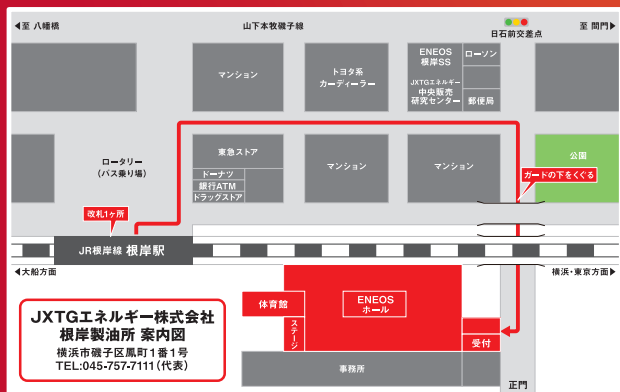 ◀至 八幡橋
山下本牧磯子線
日石前交差点
至 間門▶
マンション
トヨタ系
カーディーラー
ENEOS
根岸SS
JXTGエネルギー
中央販売
研究センター
ローソン
郵便局
ロータリー
(バス乗り場)
東急ストア
ドーナツ
銀行ATM
ドラッグストア
マンション
マンション
公園
ガードの下をくぐる
改札1ヶ所
JR根岸線 根岸駅
◀大船方面
横浜・東京方面▶
体育館
ステージ
ENEOS
ホール
受付
事務所
正門
JXTGエネルギー株式会社
根岸製油所 案内図
横浜市磯子区鳳町1番1号
TEL:045-757-7111(代表)